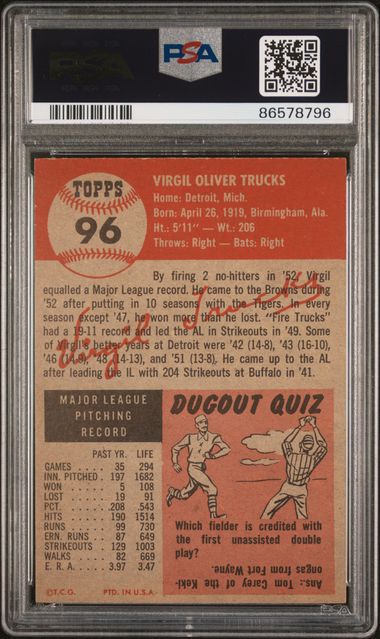 PSA
PSA
86578796
TOPPS
96
VIRGIL OLIVER TRUCKS
Home: Detroit, Mich.
Born: April 26, 1919, Birmingham, Ala.
Ht.: 5'11" — Wt.: 206
Throws: Right — Bats: Right
By firing 2 no-hitters in '52, Virgil
equalled a Major League record. He came to the Browns during
'52 after putting in 10 seasons with the Tigers. In every
season except '47, he won more than he lost. "Fire Trucks"
had a 19-11 record and led the AL in Strikeouts in '49. Some
of Virgil's better years at Detroit were '42 (14-8), '43 (16-10),
'46 (14-9), '48 (14-13), and '51 (13-8). He came up to the AL
after leading the IL with 204 Strikeouts at Buffalo in '41.
Virgil Trucks
MAJOR LEAGUE
PITCHING
RECORD
PAST YR. LIFE
GAMES 35 294
INN. PITCHED 197 1682
WON 5 108
LOST 19 91
PCT. .208 .543
HITS 190 1514
RUNS 99 730
ERN. RUNS 87 649
STRIKEOUTS 129 1003
WALKS 82 669
E. R. A. 3.97 3.47
©T.C.G. PTD. IN U.S.A.
DUGOUT QUIZ
Which fielder is credited with
the first unassisted double
play?
Ans.: Tom Carey of the Keki-
ongas from Fort Wayne.
PSA